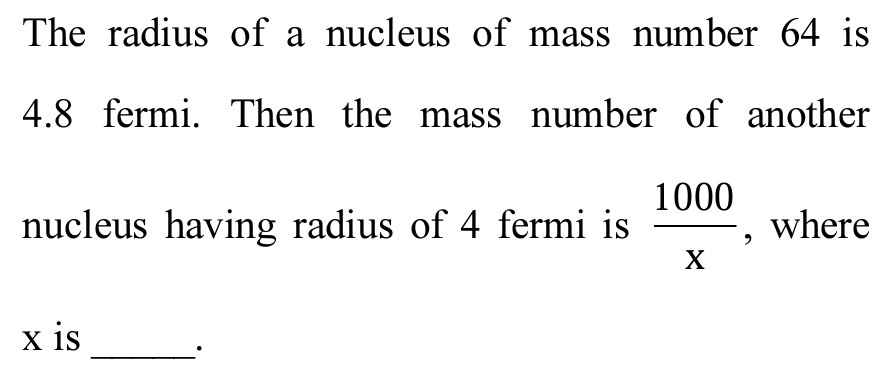 The radius of a nucleus of mass number 64 is
4.8 fermi. Then the mass number of another
nucleus having radius of 4 fermi is 1000/x, where
x is _____.